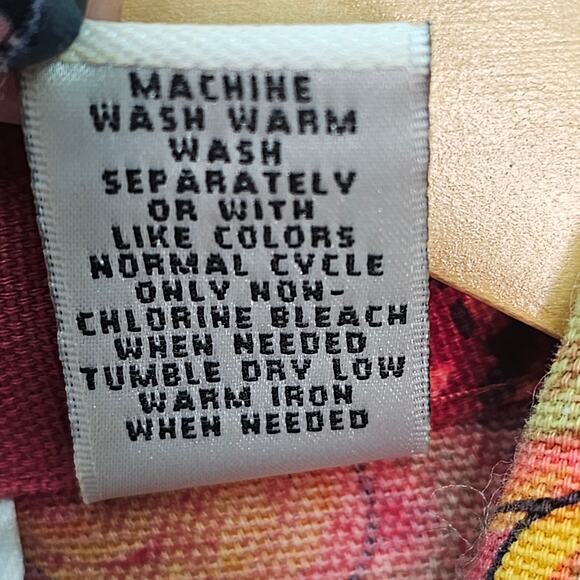 MACHINE
WASH WARM
WASH
SEPARATELY
OR WITH
LIKE COLORS
NORMAL CYCLE
ONLY NON-
CHLORINE BLEACH
WHEN NEEDED
TUMBLE DRY LOW
WARM IRON
WHEN NEEDED